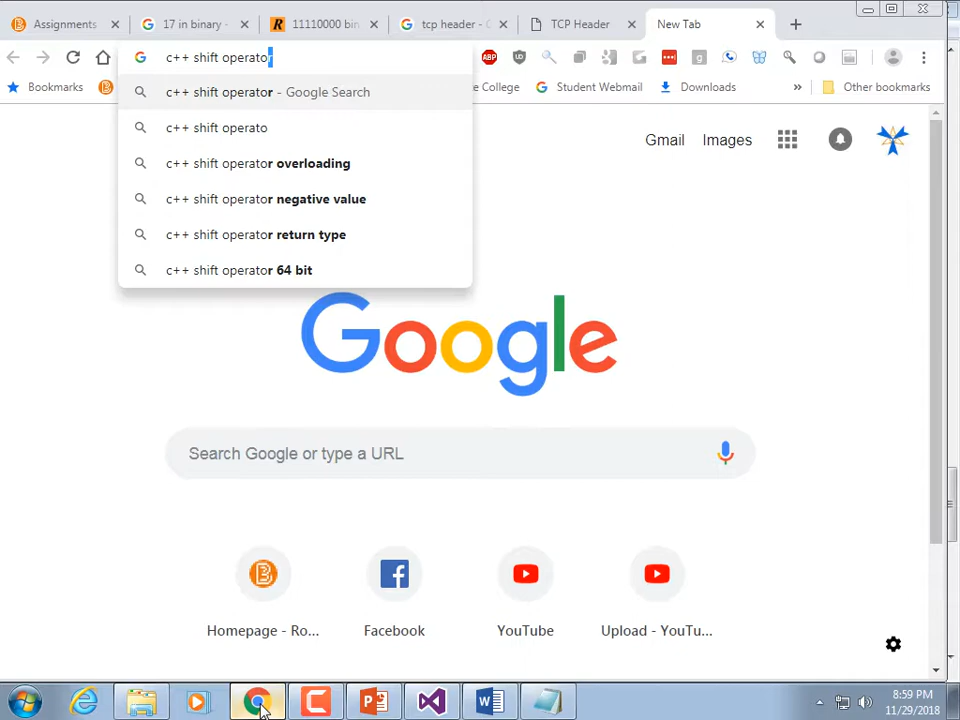 Assignments
17 in binary -
11110000 bin
tcp header - G
TCP Header
New Tab
c++ shift operator
Bookmarks
e College
Student Webmail
Downloads
»
Other bookmarks
c++ shift operator - Google Search
c++ shift operato
c++ shift operator overloading
c++ shift operator negative value
c++ shift operator return type
c++ shift operator 64 bit
Gmail
Images
Google
Search Google or type a URL
Homepage - Ro...
Facebook
YouTube
Upload - YouTu...
8:59 PM
11/29/2018